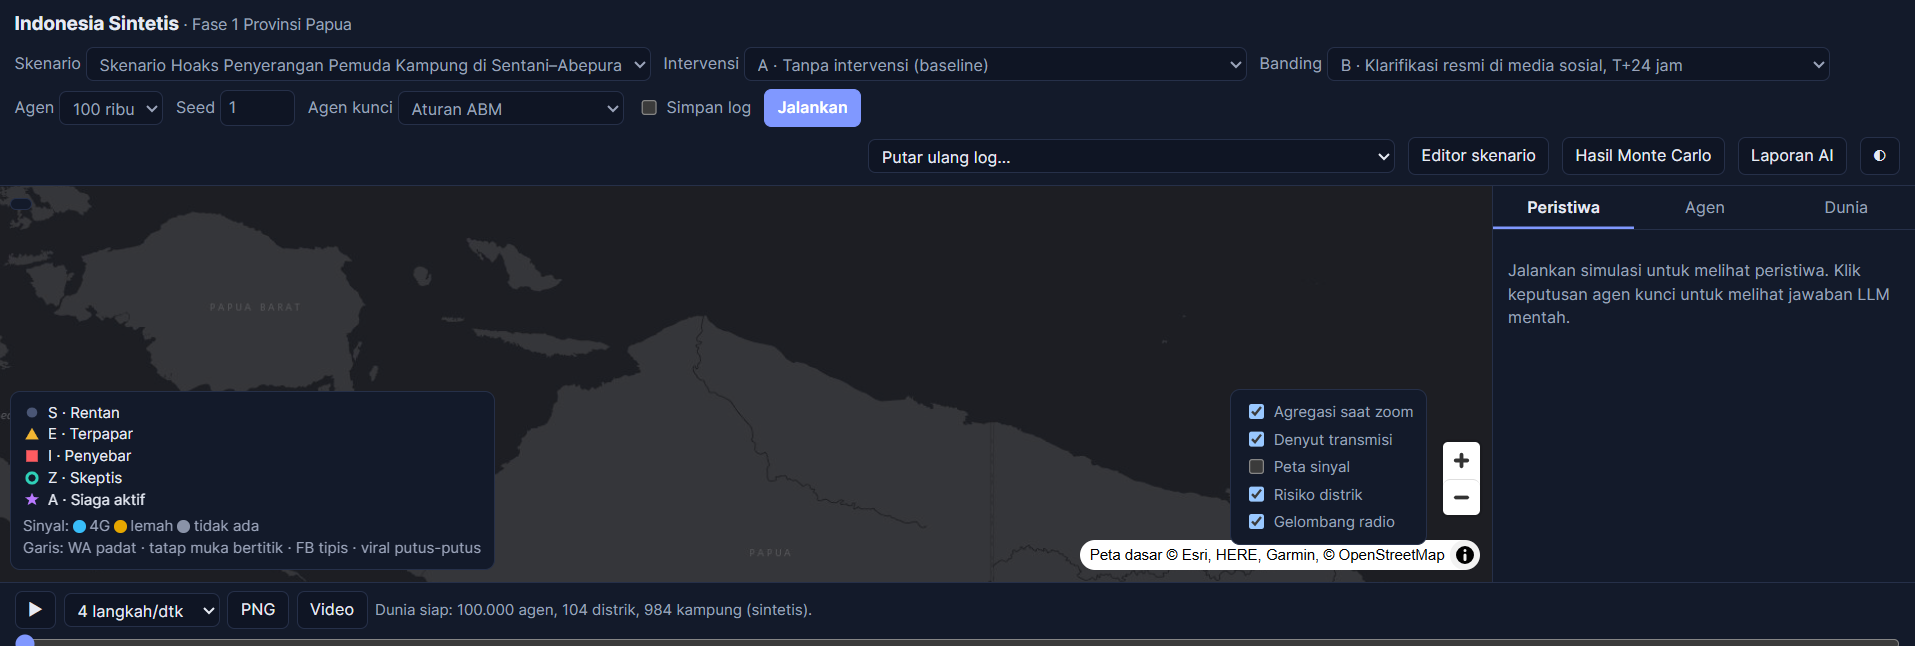 Indonesia Sintetis · Fase 1 Provinsi Papua
Skenario Skenario Hoaks Penyerangan Pemuda Kampung di Sentani–Abepura Intervensi A · Tanpa intervensi (baseline) Banding B · Klarifikasi resmi di media sosial, T+24 jam
Agen 100 ribu Seed 1 Agen kunci Aturan ABM Simpan log Jalankan
Putar ulang log... Editor skenario Hasil Monte Carlo Laporan AI
Peristiwa Agen Dunia
Jalankan simulasi untuk melihat peristiwa. Klik
keputusan agen kunci untuk melihat jawaban LLM
mentah.
PAPUA BARAT
S · Rentan
E · Terpapar
I · Penyebar
Z · Skeptis
A · Siaga aktif
Sinyal: 4G lemah tidak ada
Garis: WA padat · tatap muka bertitik · FB tipis · viral putus-putus
PAPUA
Agregasi saat zoom
Denyut transmisi
Peta sinyal
Risiko distrik
Gelombang radio
+
−
Peta dasar © Esri, HERE, Garmin, © OpenStreetMap
4 langkah/dtk PNG Video Dunia siap: 100.000 agen, 104 distrik, 984 kampung (sintetis).